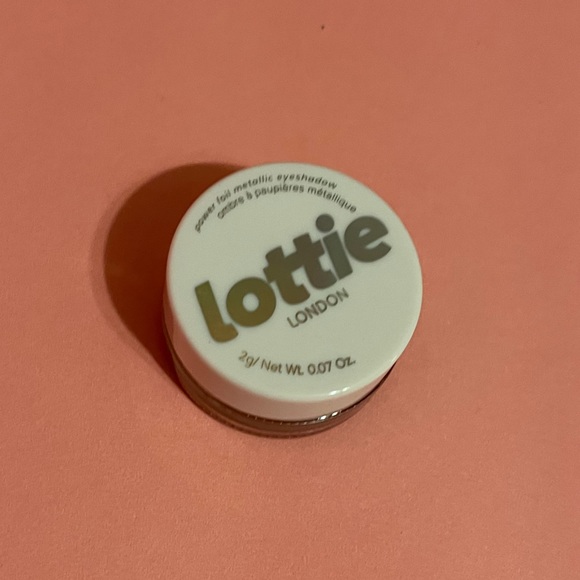 power foil metallic eyeshadow
ombre à paupières métallique
lottie
LONDON
2g/ Net Wt. 0.07 Oz.